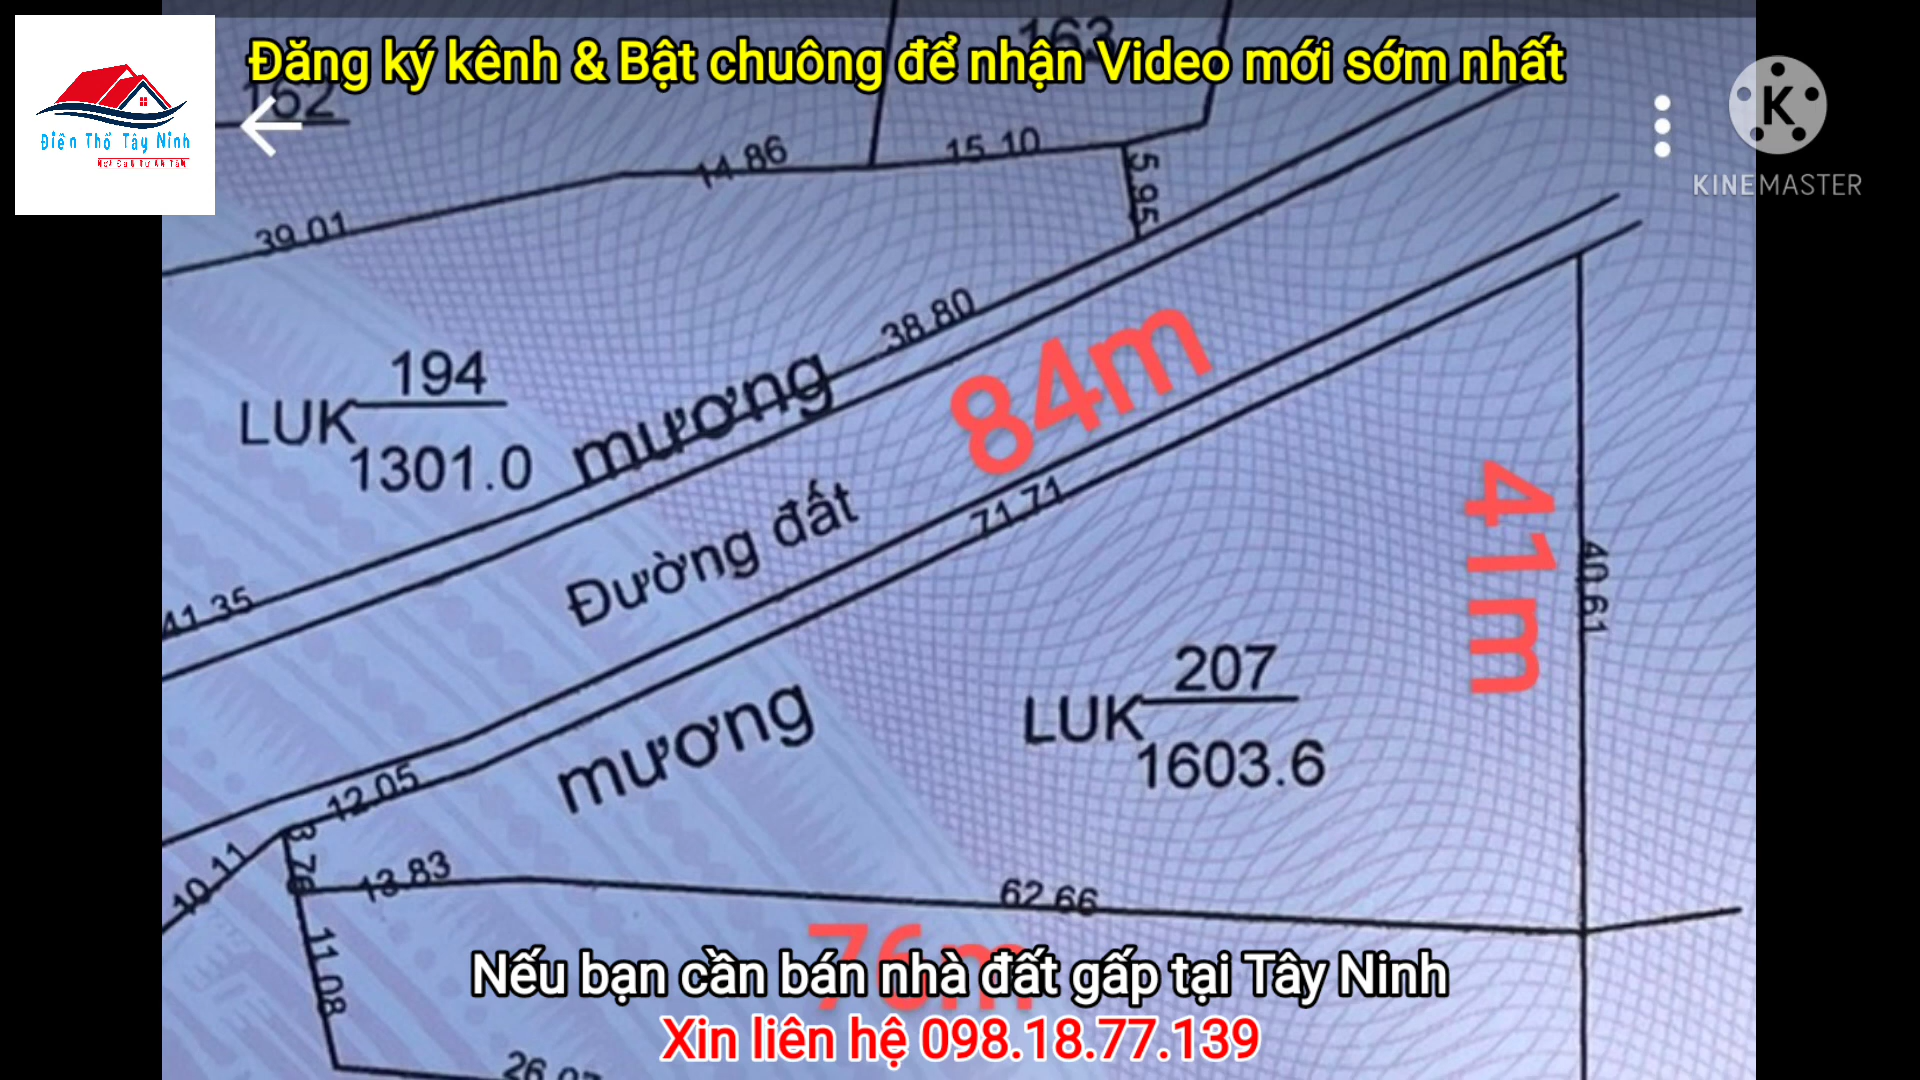 Đăng ký kênh & Bật chuông để nhận Video mới sớm nhất
163
162
K
KINEMASTER
Điền Thổ Tây Ninh
14.86
15.10
5.95
39.01
38.80
84m
194
LUK
1301.0
mương
Đường đất
71.71
41m
40.61
41.35
207
LUK
1603.6
mương
12.05
3.76
10.11
13.83
62.66
76m
11.08
Nếu bạn cần bán nhà đất gấp tại Tây Ninh
Xin liên hệ 098.18.77.139